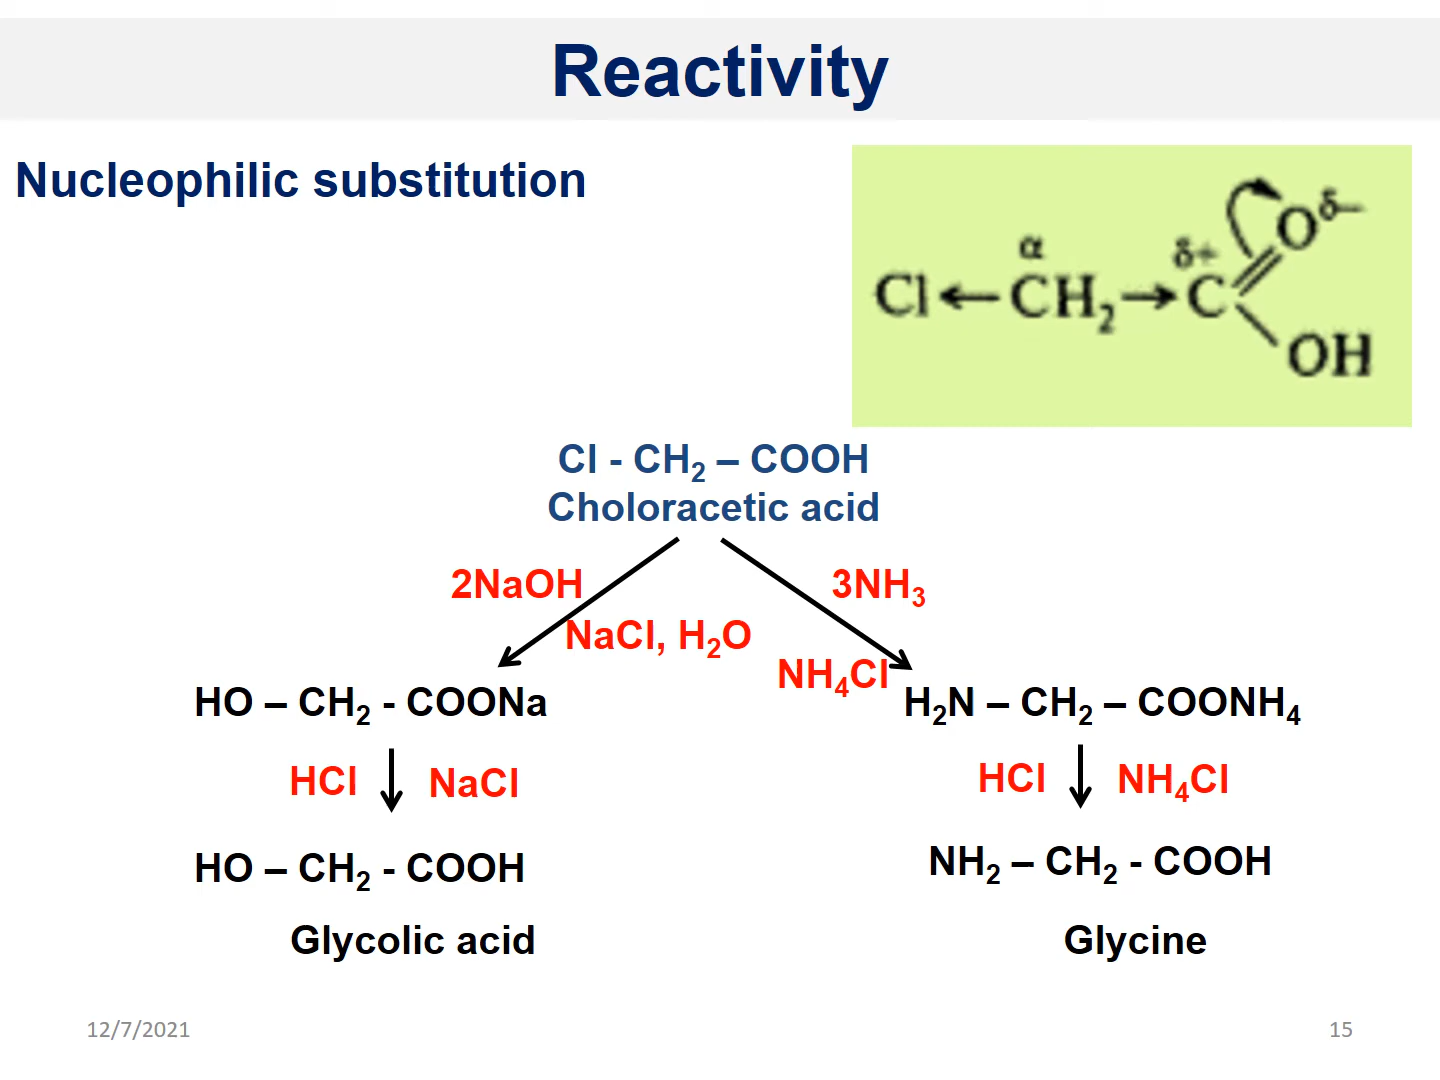 Reactivity
Nucleophilic substitution
α
δ+
δ–
Cl←CH₂→C
O
OH
Cl - CH₂ – COOH
Choloracetic acid
2NaOH
3NH₃
NaCl, H₂O
NH₄Cl
HO – CH₂ - COONa
H₂N – CH₂ – COONH₄
HCl
NaCl
HCl
NH₄Cl
HO – CH₂ - COOH
NH₂ – CH₂ - COOH
Glycolic acid
Glycine
12/7/2021
15